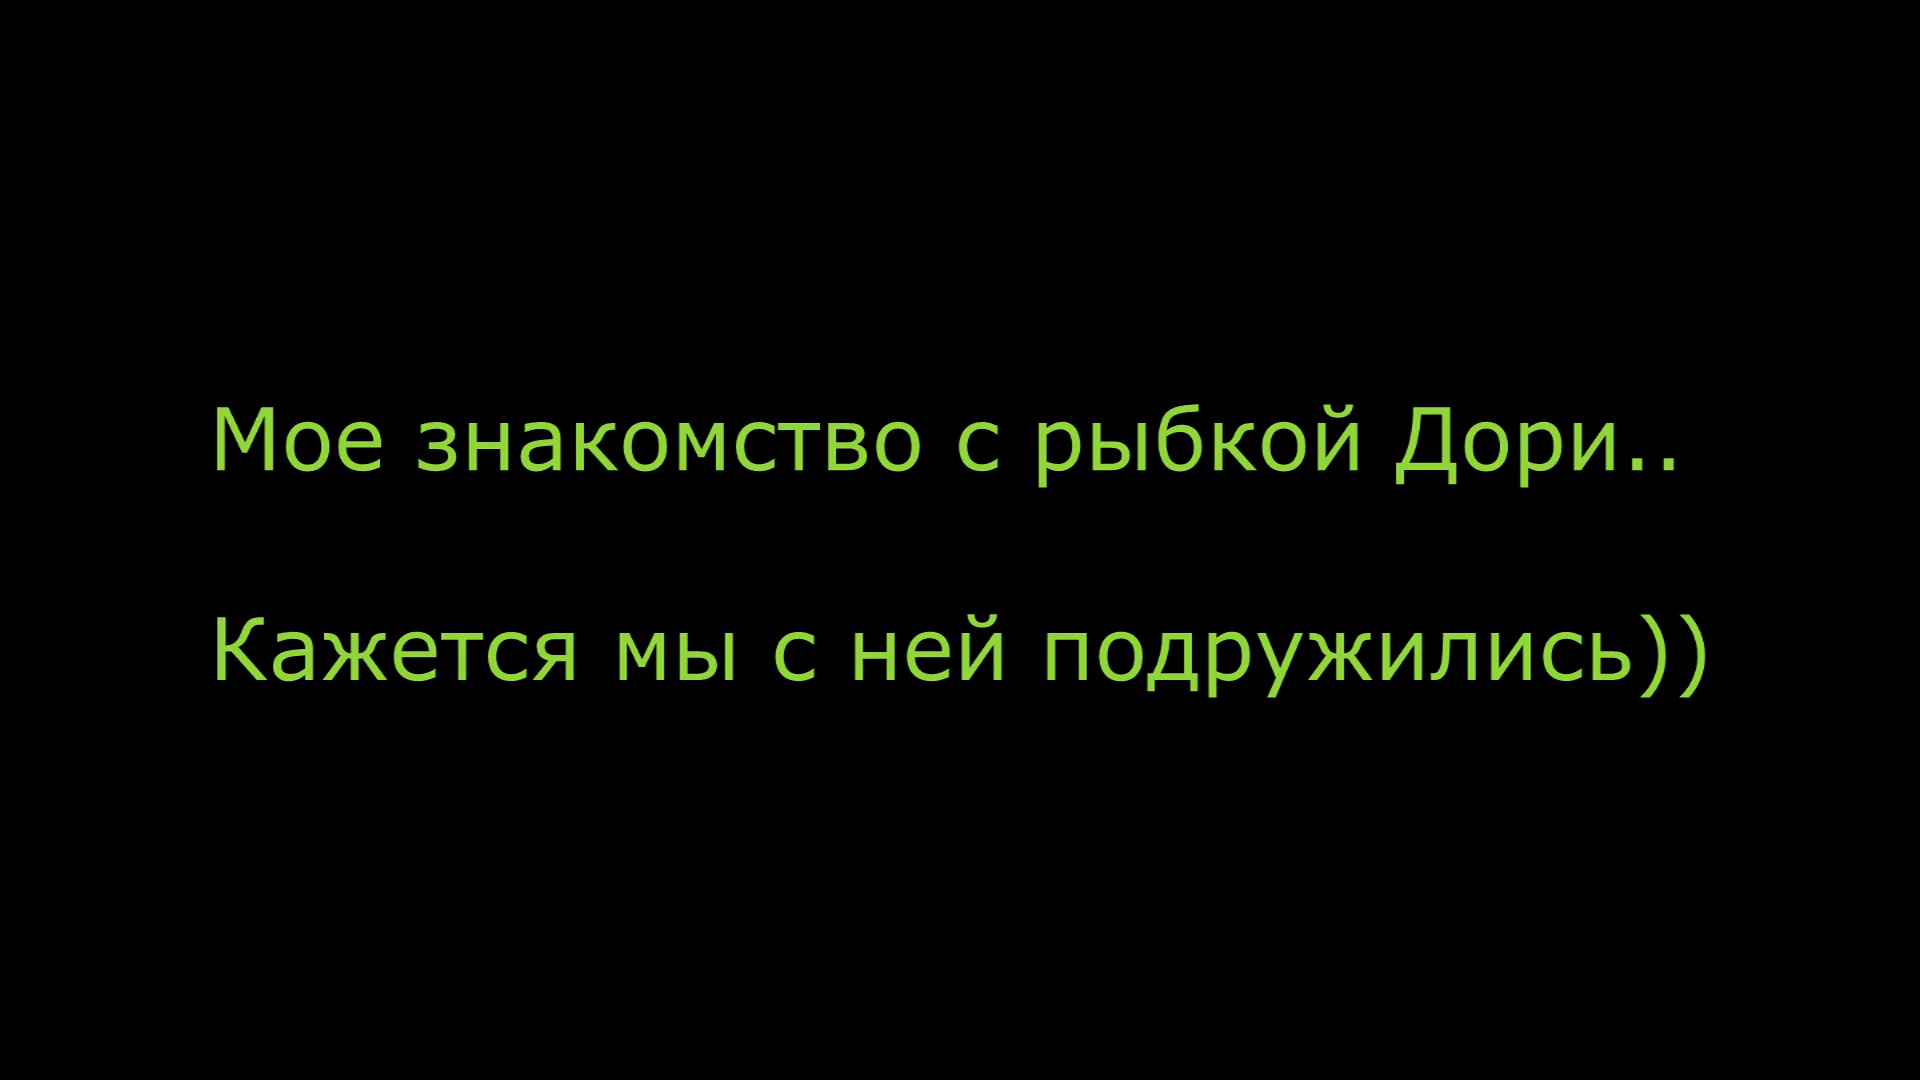 Мое знакомство с рыбкой Дори..
Кажется мы с ней подружились))